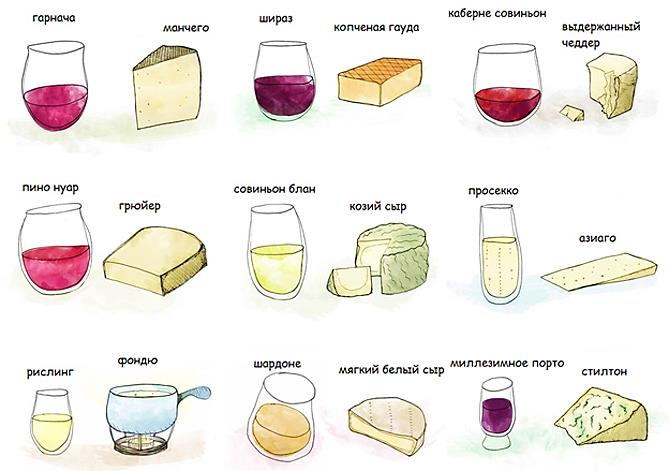 гарнача
манчего
шираз
копченая гауда
каберне совиньон
выдержанный
чеддер
пино нуар
грюйер
совиньон блан
козий сыр
просекко
азиаго
рислинг
фондю
шардоне
мягкий белый сыр
миллезимное порто
стилтон